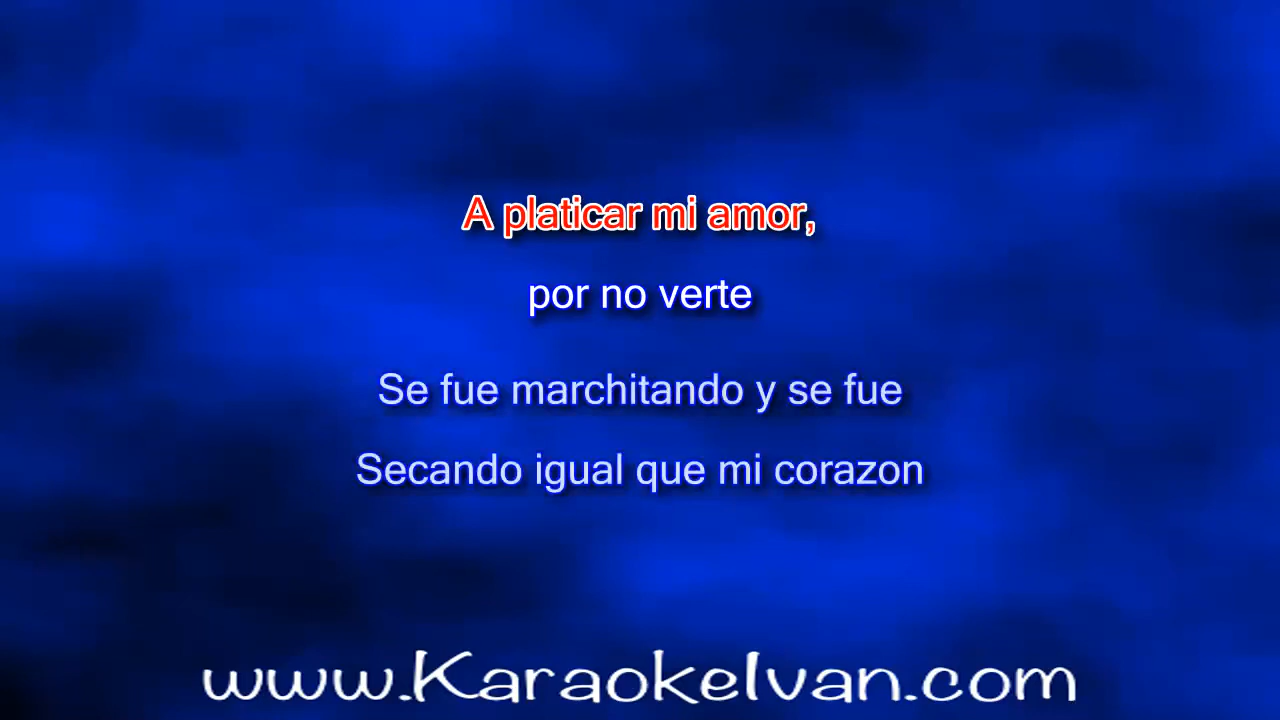 A platicar mi amor,
por no verte
Se fue marchitando y se fue
Secando igual que mi corazon
www.KaraokeIvan.com